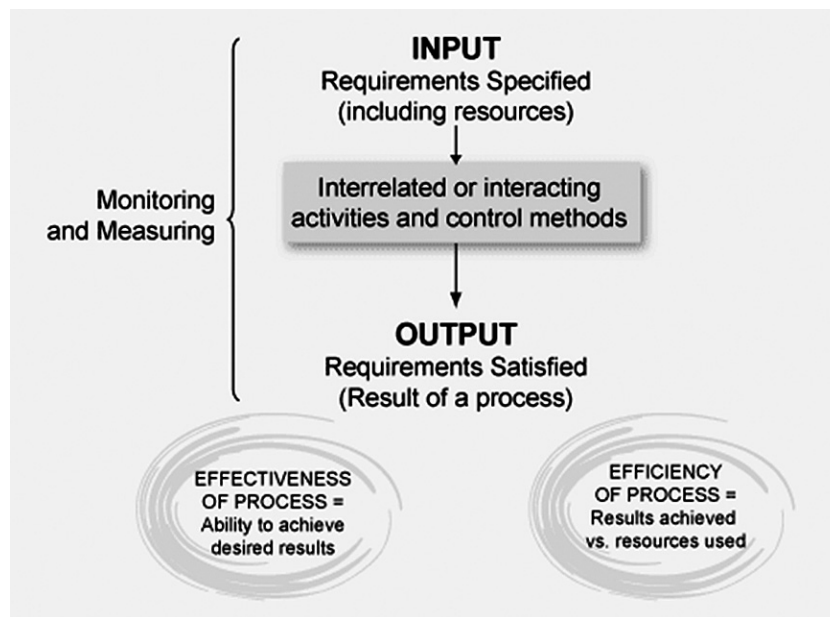 INPUT
Requirements Specified
(including resources)
Interrelated or interacting
activities and control methods
Monitoring
and Measuring
OUTPUT
Requirements Satisfied
(Result of a process)
EFFECTIVENESS
OF PROCESS =
Ability to achieve
desired results
EFFICIENCY
OF PROCESS =
Results achieved
vs. resources used